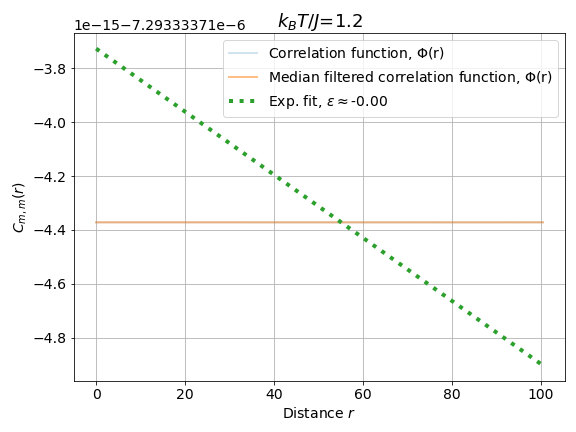 1e−15−7.29333371e−6
k_BT/J=1.2
Correlation function, Φ(r)
Median filtered correlation function, Φ(r)
Exp. fit, ε≈-0.00
C_{m,m}(r)
−3.8
−4.0
−4.2
−4.4
−4.6
−4.8
0 20 40 60 80 100
Distance r